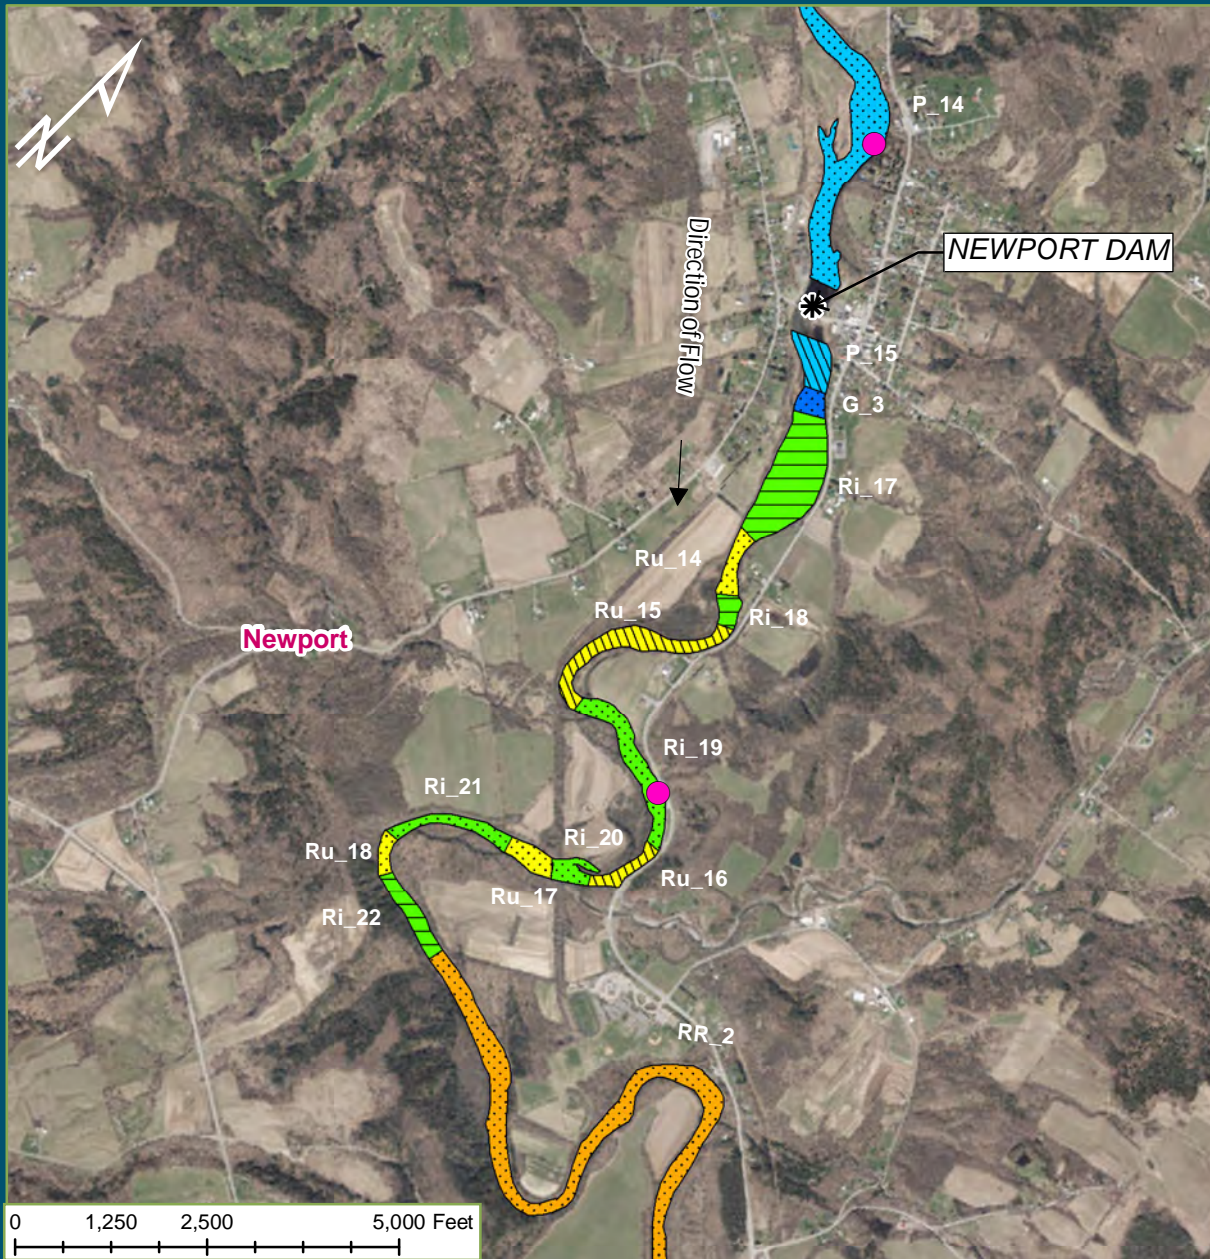 N
P_14
Direction of Flow
NEWPORT DAM
P_15
G_3
Ri_17
Ru_14
Ru_15
Ri_18
Newport
Ri_19
Ri_21
Ri_20
Ru_18
Ru_16
Ru_17
Ri_22
RR_2
0 1,250 2,500 5,000 Feet